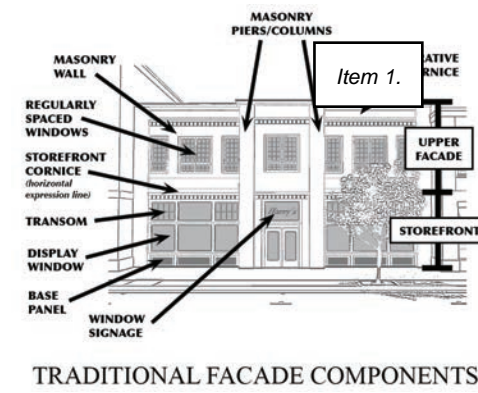 MASONRY
PIERS/COLUMNS
MASONRY
WALL
Item 1.
REGULARLY
SPACED
WINDOWS
UPPER
FACADE
STOREFRONT
CORNICE
(horizontal
expression line)
TRANSOM
STOREFRONT
DISPLAY
WINDOW
BASE
PANEL
WINDOW
SIGNAGE
TRADITIONAL FACADE COMPONENTS